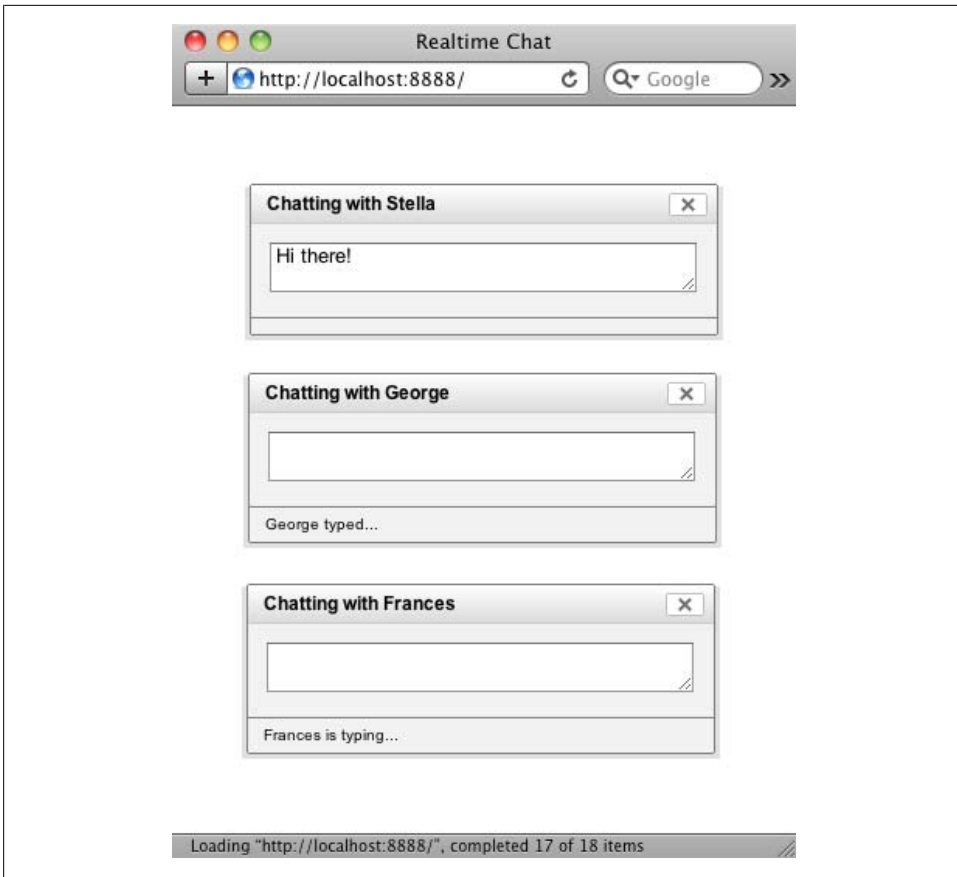 Realtime Chat
+ http://localhost:8888/ Google »
Chatting with Stella
Hi there!
Chatting with George
George typed...
Chatting with Frances
Frances is typing...
Loading “http://localhost:8888/”, completed 17 of 18 items